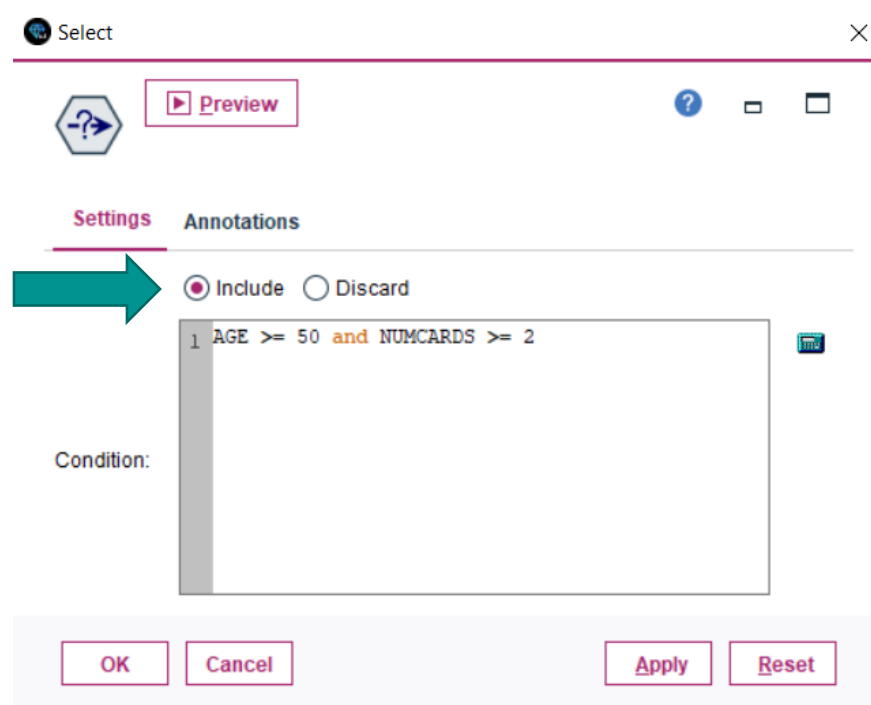 Select
Preview
Settings Annotations
Include Discard
1 AGE >= 50 and NUMCARDS >= 2
Condition:
OK Cancel Apply Reset